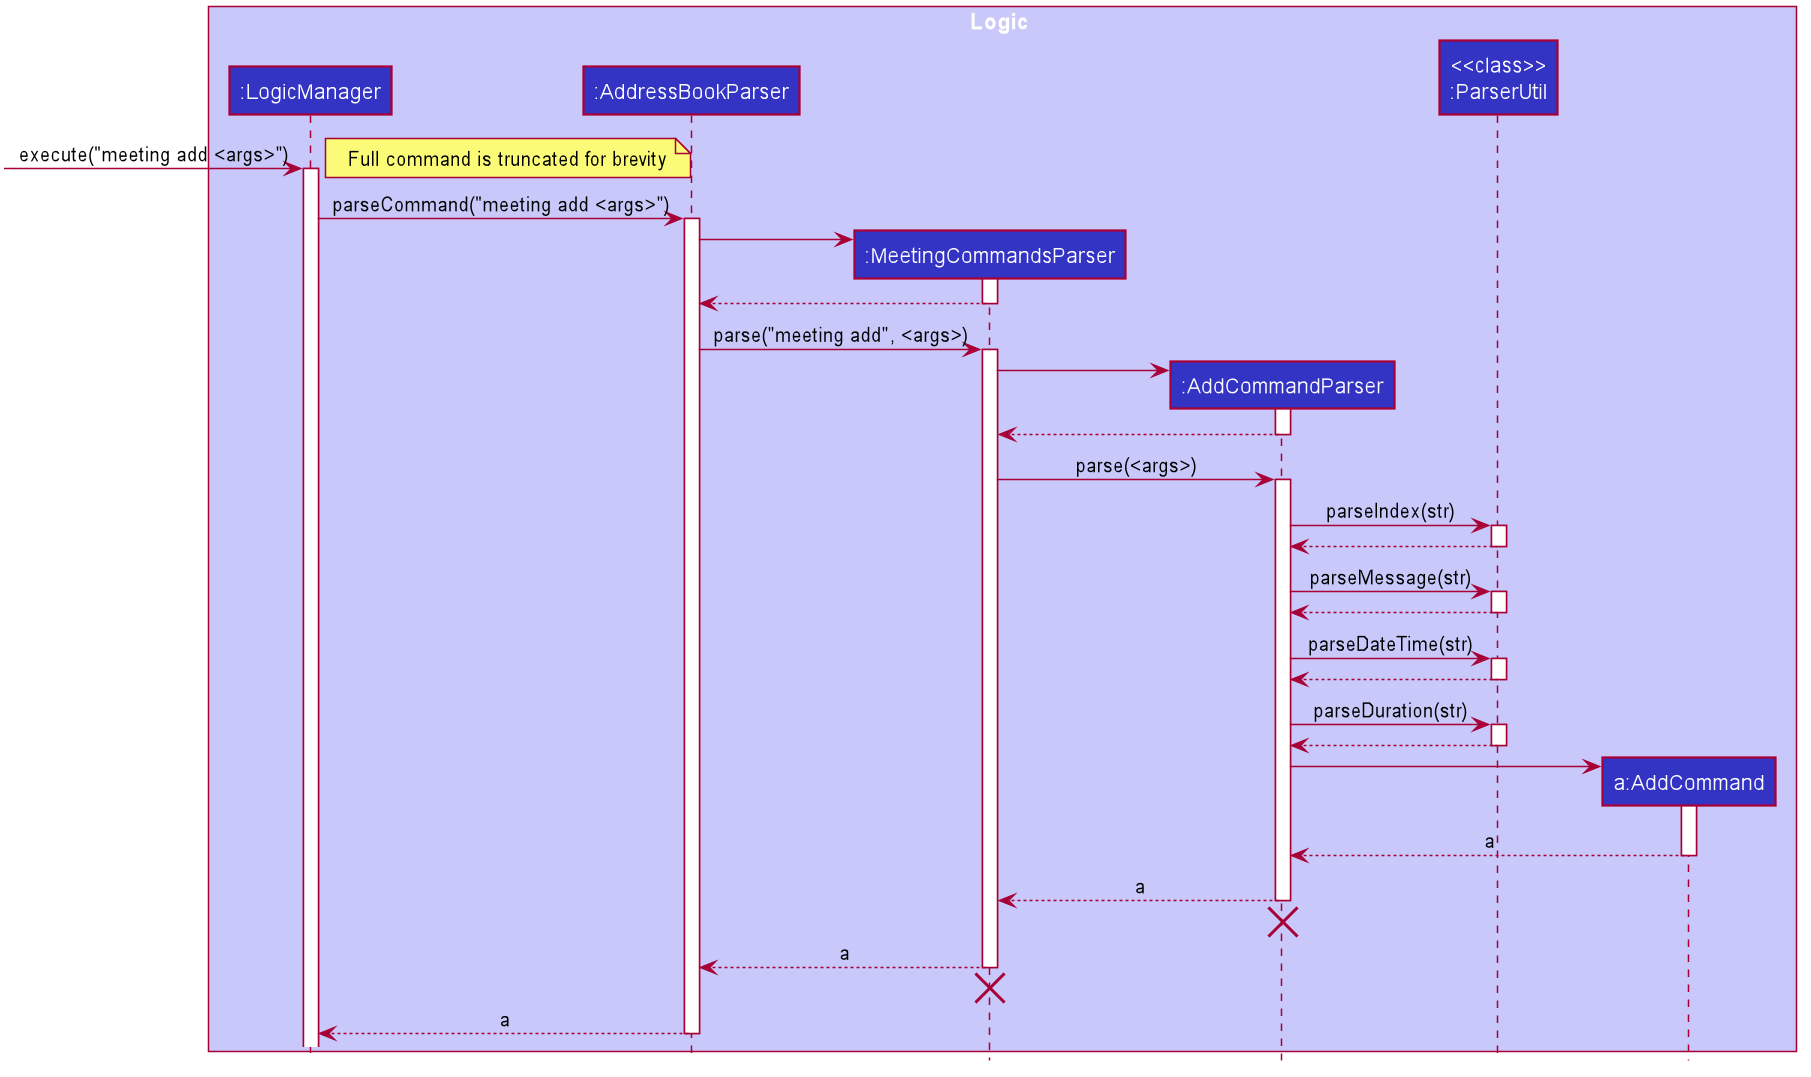 Logic
<<class>>
:LogicManager
:AddressBookParser
:ParserUtil
execute("meeting add <args>")
Full command is truncated for brevity
parseCommand("meeting add <args>")
:MeetingCommandsParser
parse("meeting add", <args>)
:AddCommandParser
parse(<args>)
parseIndex(str)
parseMessage(str)
parseDateTime(str)
parseDuration(str)
a:AddCommand
a
a
a
a